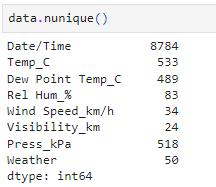 data.nunique()
Date/Time 8784
Temp_C 533
Dew Point Temp_C 489
Rel Hum_% 83
Wind Speed_km/h 34
Visibility_km 24
Press_kPa 518
Weather 50
dtype: int64